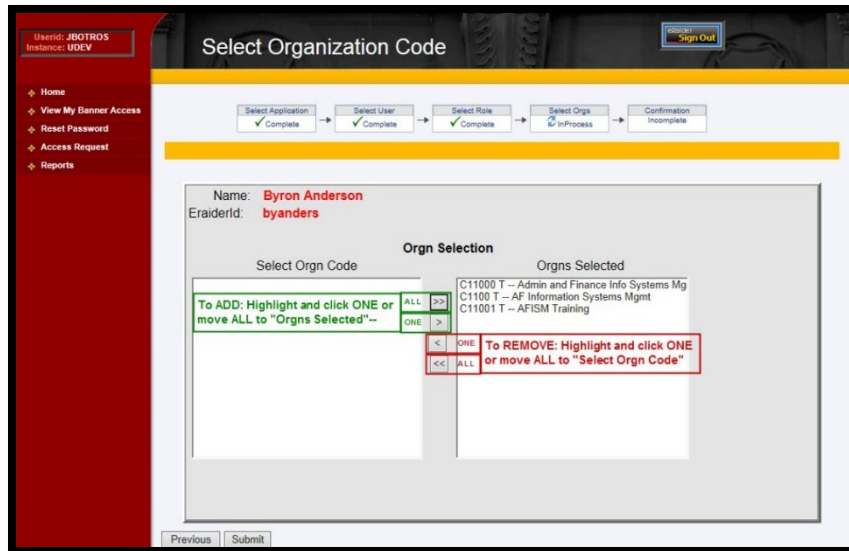 Userid: JBOTROS
Instance: UDEV
Select Organization Code
eRaider
Sign Out
Home
View My Banner Access
Reset Password
Access Request
Reports
Select Application
Complete
Select User
Complete
Select Role
Complete
Select Orgs
InProcess
Confirmation
Incomplete
Name: Byron Anderson
EraiderId: byanders
Orgn Selection
Select Orgn Code
Orgns Selected
C11000 T -- Admin and Finance Info Systems Mg
C1100 T -- AF Information Systems Mgmt
C11001 T -- AFISM Training
To ADD: Highlight and click ONE or
move ALL to "Orgns Selected"--
ALL >>
ONE >
< ONE
<< ALL
To REMOVE: Highlight and click ONE
or move ALL to "Select Orgn Code"
Previous Submit